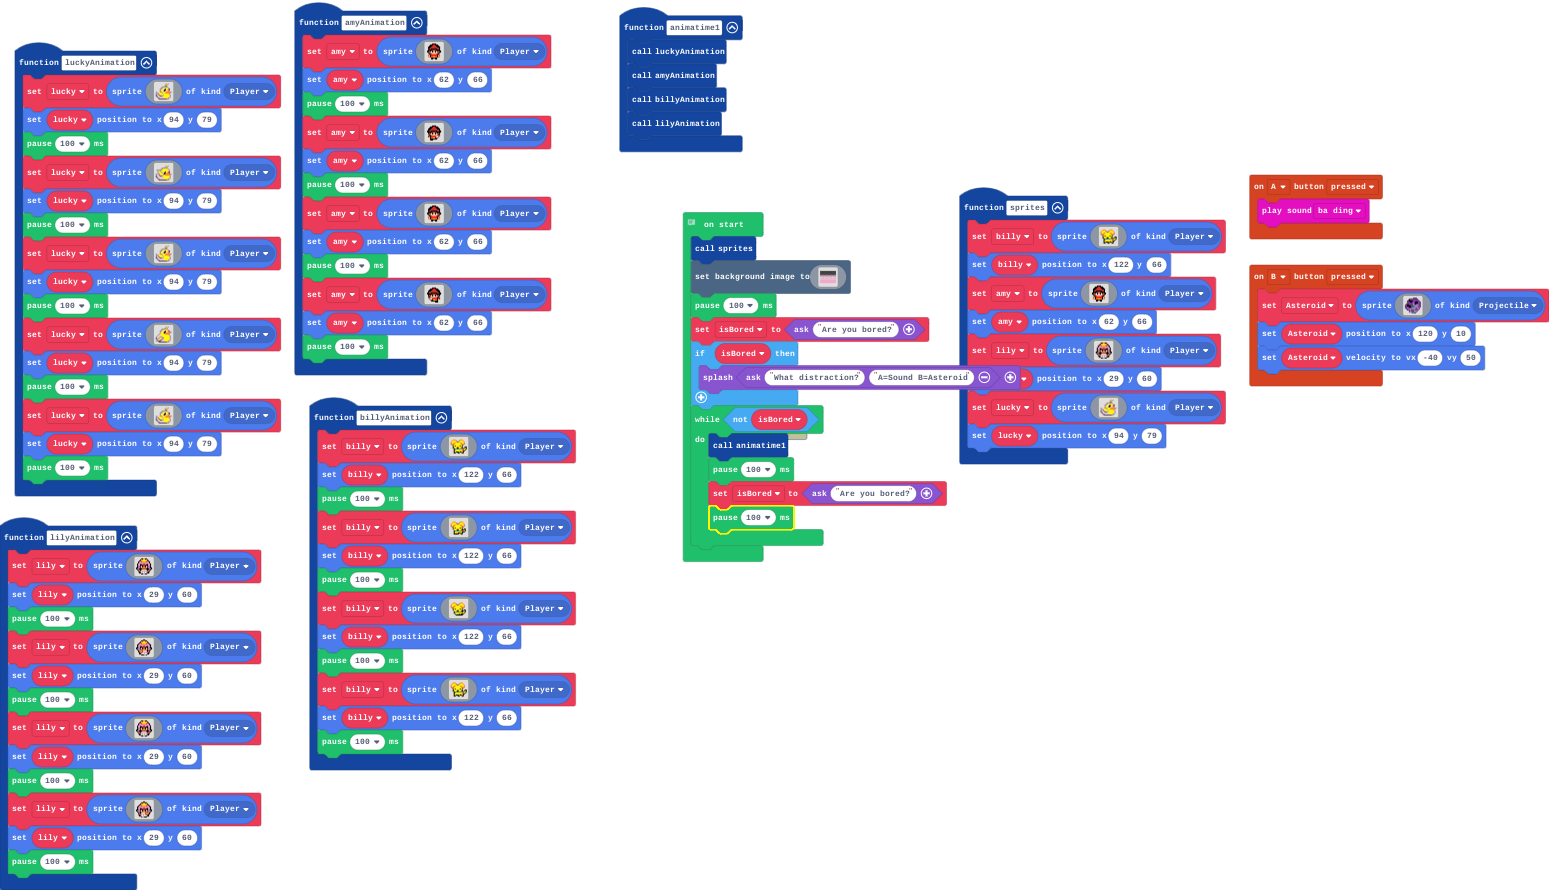 function luckyAnimation
set lucky to sprite of kind Player
set lucky position to x 94 y 79
pause 100 ms
set lucky to sprite of kind Player
set lucky position to x 94 y 79
pause 100 ms
set lucky to sprite of kind Player
set lucky position to x 94 y 79
pause 100 ms
set lucky to sprite of kind Player
set lucky position to x 94 y 79
pause 100 ms
set lucky to sprite of kind Player
set lucky position to x 94 y 79
pause 100 ms
function lilyAnimation
set lily to sprite of kind Player
set lily position to x 29 y 60
pause 100 ms
set lily to sprite of kind Player
set lily position to x 29 y 60
pause 100 ms
set lily to sprite of kind Player
set lily position to x 29 y 60
pause 100 ms
set lily to sprite of kind Player
set lily position to x 29 y 60
pause 100 ms
function amyAnimation
set amy to sprite of kind Player
set amy position to x 62 y 66
pause 100 ms
set amy to sprite of kind Player
set amy position to x 62 y 66
pause 100 ms
set amy to sprite of kind Player
set amy position to x 62 y 66
pause 100 ms
set amy to sprite of kind Player
set amy position to x 62 y 66
pause 100 ms
function billyAnimation
set billy to sprite of kind Player
set billy position to x 122 y 66
pause 100 ms
set billy to sprite of kind Player
set billy position to x 122 y 66
pause 100 ms
set billy to sprite of kind Player
set billy position to x 122 y 66
pause 100 ms
set billy to sprite of kind Player
set billy position to x 122 y 66
pause 100 ms
function animatime1
call luckyAnimation
call amyAnimation
call billyAnimation
call lilyAnimation
on start
call sprites
set background image to
pause 100 ms
set isBored to ask "Are you bored?"
if isBored then
splash ask "What distraction?" "A=Sound B=Asteroid"
while not isBored
do call animatime1
pause 100 ms
set isBored to ask "Are you bored?"
pause 100 ms
function sprites
set billy to sprite of kind Player
set billy position to x 122 y 66
set amy to sprite of kind Player
set amy position to x 62 y 66
set lily to sprite of kind Player
position to x 29 y 60
set lucky to sprite of kind Player
set lucky position to x 94 y 79
on A button pressed
play sound ba ding
on B button pressed
set Asteroid to sprite of kind Projectile
set Asteroid position to x 120 y 10
set Asteroid velocity to vx -40 vy 50